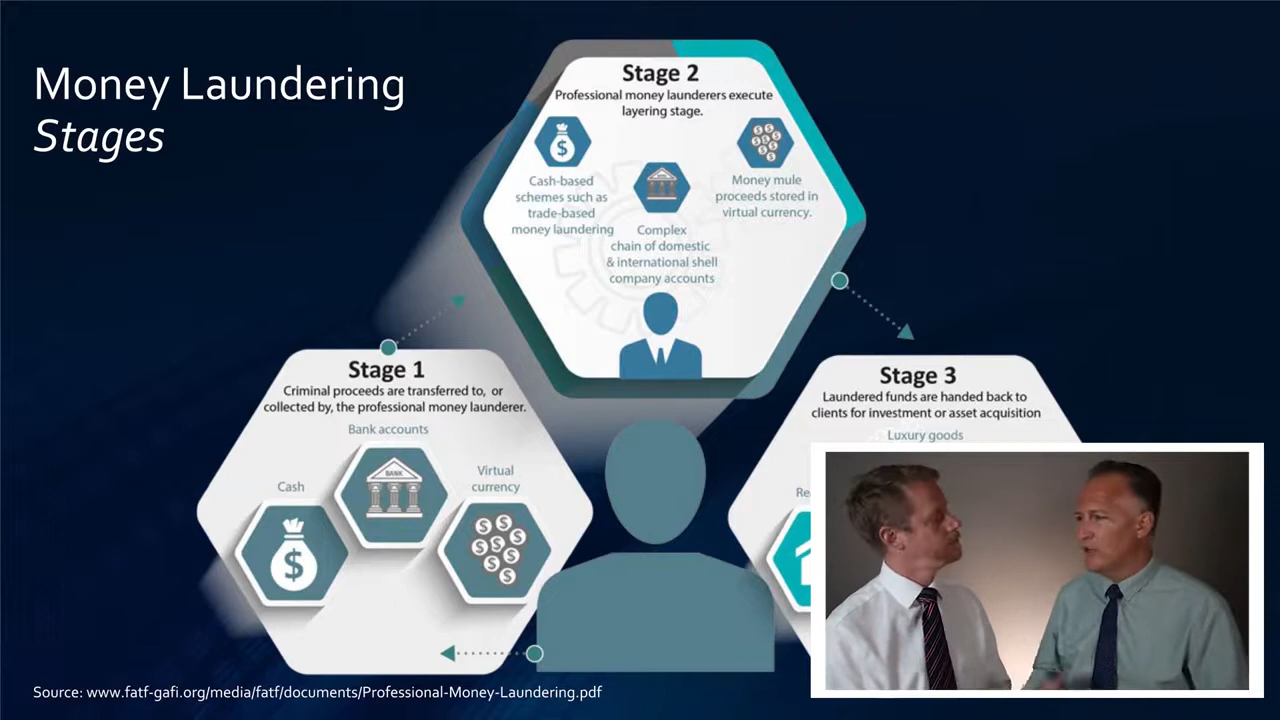 Money Laundering
Stages
Stage 2
Professional money launderers execute
layering stage.
Cash-based
schemes such as
trade-based
money laundering
Complex
chain of domestic
& international shell
company accounts
Money mule
proceeds stored in
virtual currency.
Stage 1
Criminal proceeds are transferred to, or
collected by, the professional money launderer.
Bank accounts
BANK
Cash
Virtual
currency
Stage 3
Laundered funds are handed back to
clients for investment or asset acquisition
Luxury goods
Source: www.fatf-gafi.org/media/fatf/documents/Professional-Money-Laundering.pdf